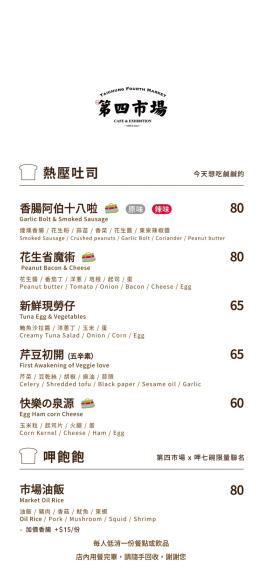 TAICHUNG FOURTH MARKET
第四市場
CAFE & EXHIBITION
熱壓吐司 今天想吃鹹鹹的
香腸阿伯十八啦 原味 辣味 80
Garlic Bolt & Smoked Sausage
煙燻香腸 / 花生粉 / 蒜苗 / 香菜 / 花生醬 / 東泉辣椒醬
Smoked Sausage / Crushed peanuts / Garlic Bolt / Coriander / Peanut butter
花生省魔術 80
Peanut Bacon & Cheese
花生醬 / 番茄丁 / 洋蔥 / 培根 / 起司 / 蛋
Peanut butter / Tomato / Onion / Bacon / Cheese / Egg
新鮮現勞仔 65
Tuna Egg & Vegetables
鮪魚沙拉醬 / 洋蔥丁 / 玉米 / 蛋
Creamy Tuna Salad / Onion / Corn / Egg
芹豆初開 (五辛素) 65
First Awakening of Veggie love
芹菜 / 豆乾絲 / 胡椒 / 麻油 / 蒜頭
Celery / Shredded tofu / Black paper / Sesame oil / Garlic
快樂の泉源 60
Egg Ham corn Cheese
玉米粒 / 起司片 / 火腿 / 蛋
Corn Kernel / Cheese / Ham / Egg
呷飽飽 第四市場 x 呷七碗限量聯名
市場油飯 80
Market Oil Rice
油飯 / 豬肉 / 香菇 / 魷魚 / 東蝦
Oil Rice / Pork / Mushroom / Squid / Shrimp
- 加價香腸 +$15/份
每人低消一份餐點或飲品
店內用餐完畢，請隨手回收，謝謝您